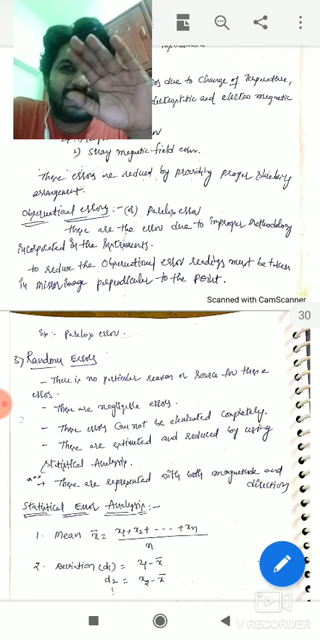 due to Change of Temperature,
electrostatic and electro magnetic
2) Stray magnetic-field error.
These errors are reduced by providing proper shielding
arrangement.
Observational errors:- (or) Parallax error
These are the error due to improper methodology
incorporated in the instruments.
to reduce the Observational error readings must be taken
in mirror image perpendicular to the point.
Scanned with CamScanner
30
Ex:- Parallax error.
3) Random Errors
- There is no particular reason or source for these
errors.
- These are negligible errors.
- These errors can not be eliminated completely.
- These are estimated and reduced by using
statistical Analysis.
*** → These are represented with both magnitude and
direction
Statistical Error Analysis:-
1. Mean x̄ = x1+x2+ --- +xn
n
2. Deviation (d1) = x1 - x̄
d2 = x2 - x̄